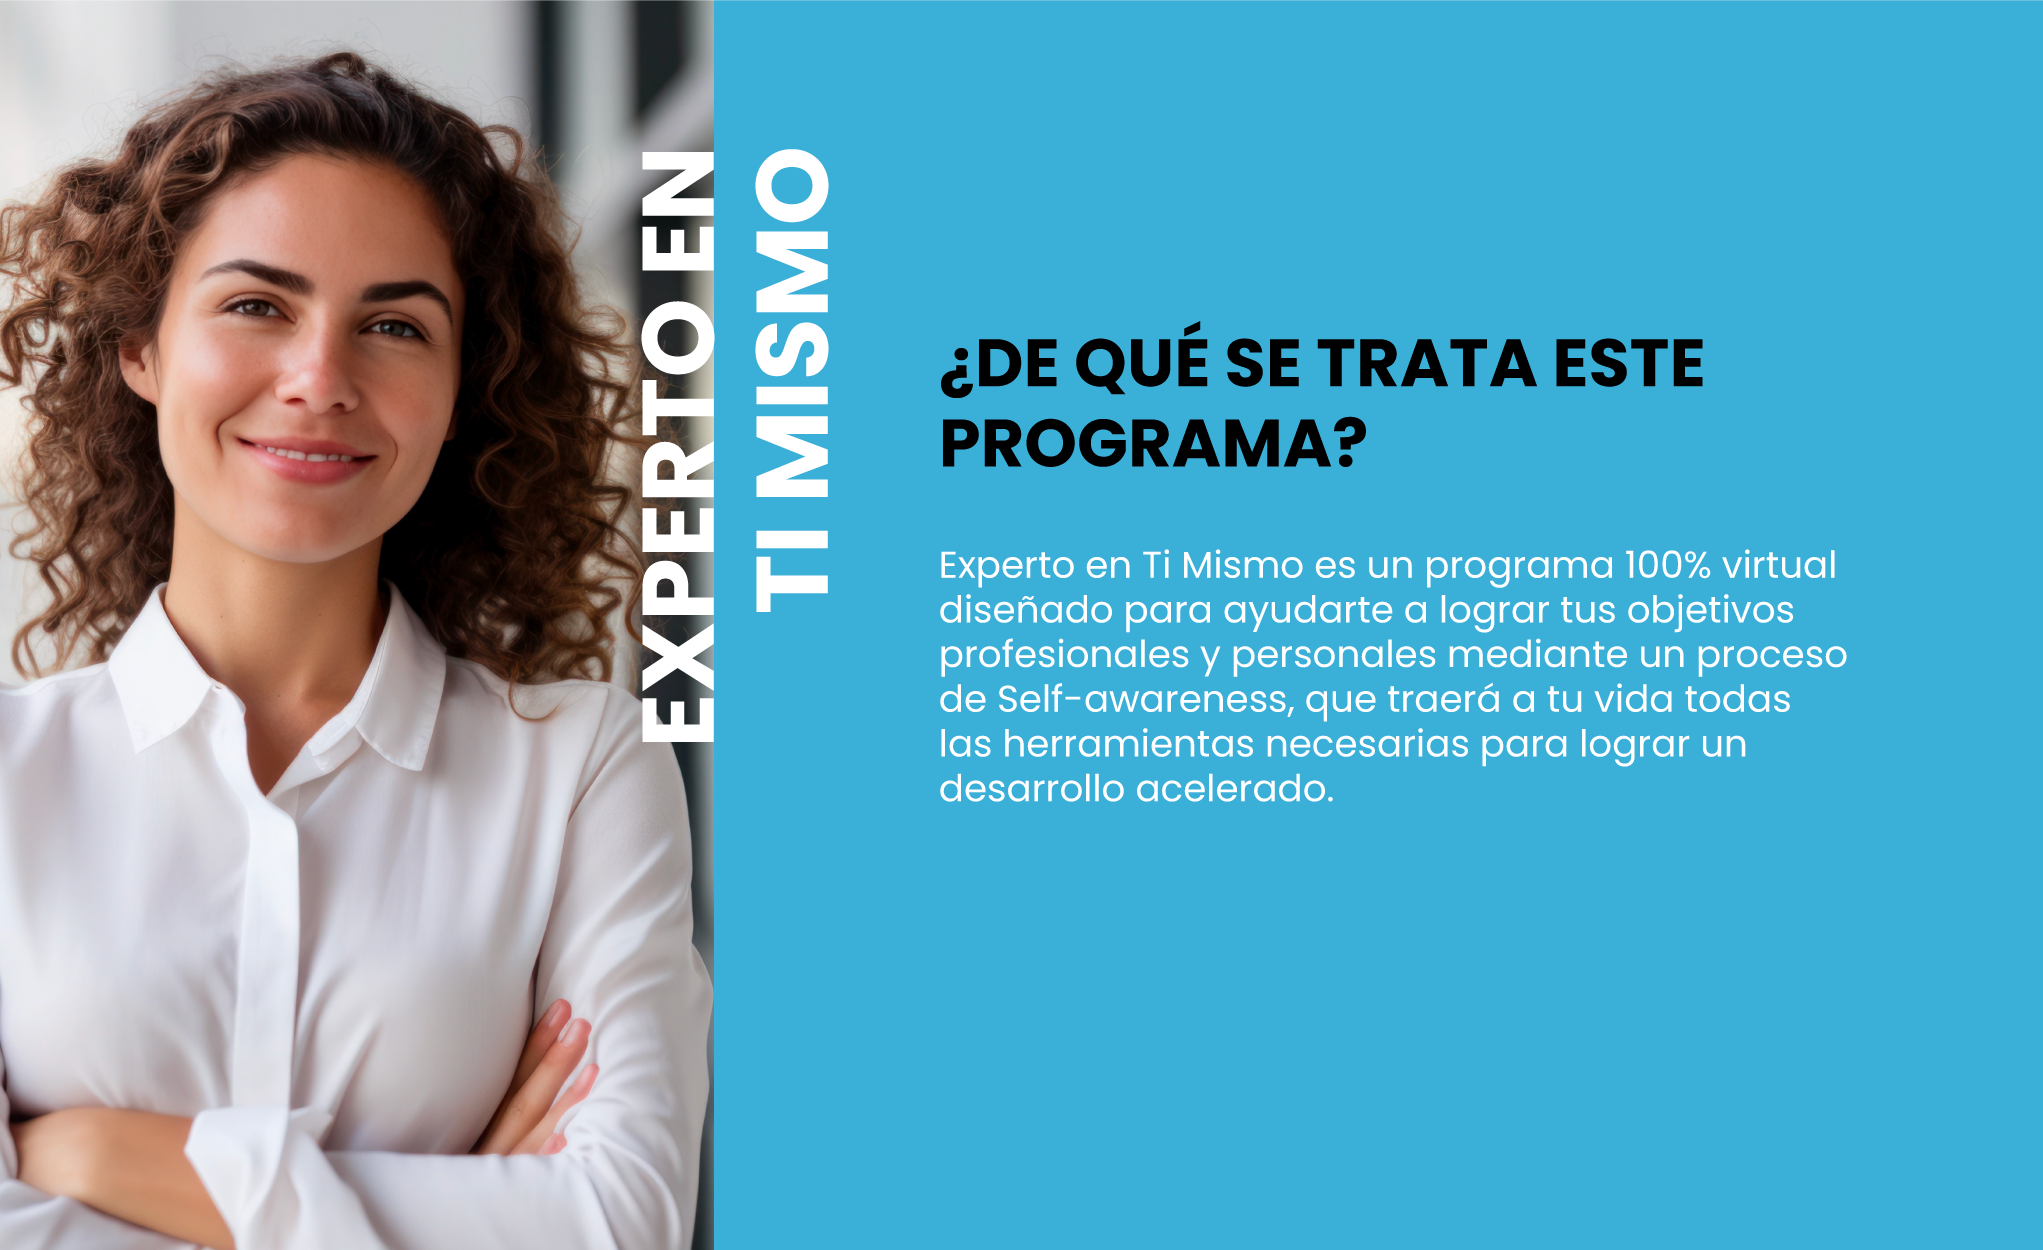 EXPERTO EN
TI MISMO
¿DE QUÉ SE TRATA ESTE
PROGRAMA?
Experto en Ti Mismo es un programa 100% virtual
diseñado para ayudarte a lograr tus objetivos
profesionales y personales mediante un proceso
de Self-awareness, que traerá a tu vida todas
las herramientas necesarias para lograr un
desarrollo acelerado.